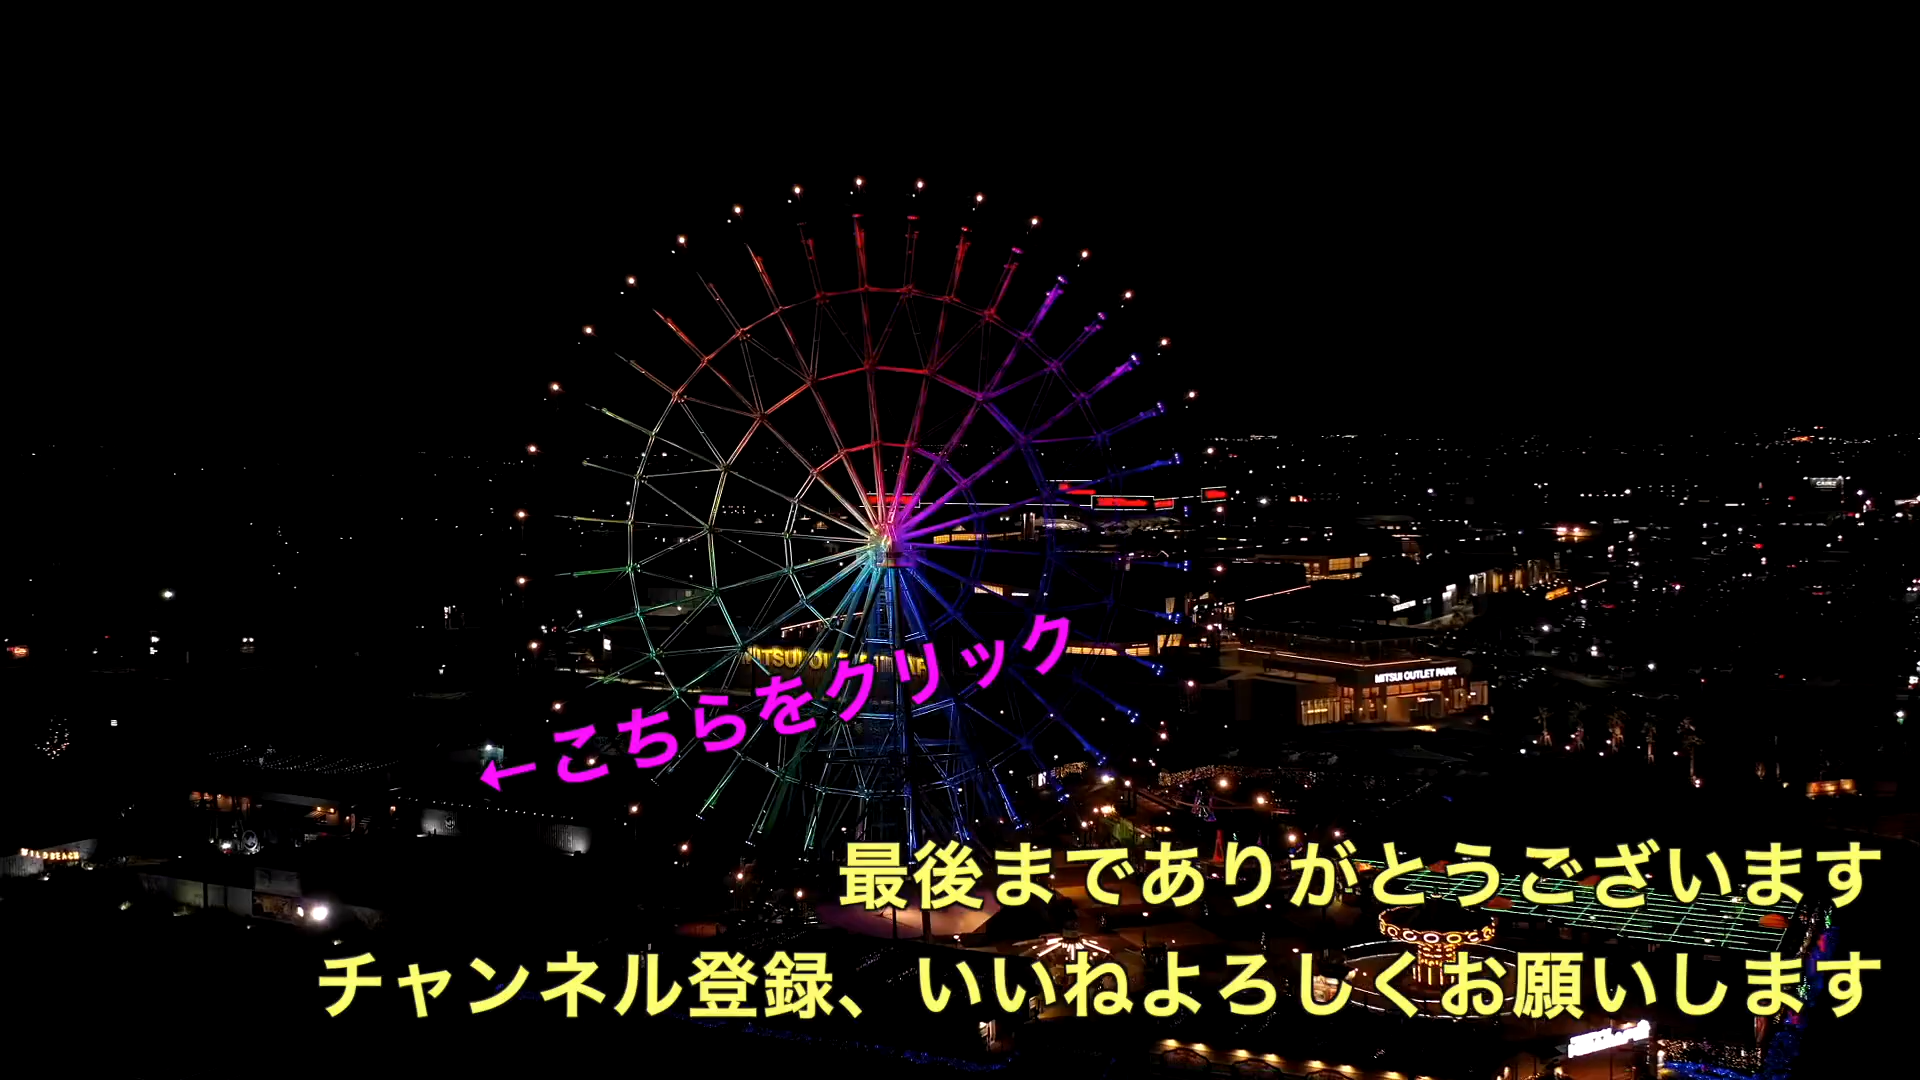 MITSUI OUTLET PARK
←こちらをクリック
WILD BEACH
最後までありがとうございます
チャンネル登録、いいねよろしくお願いします